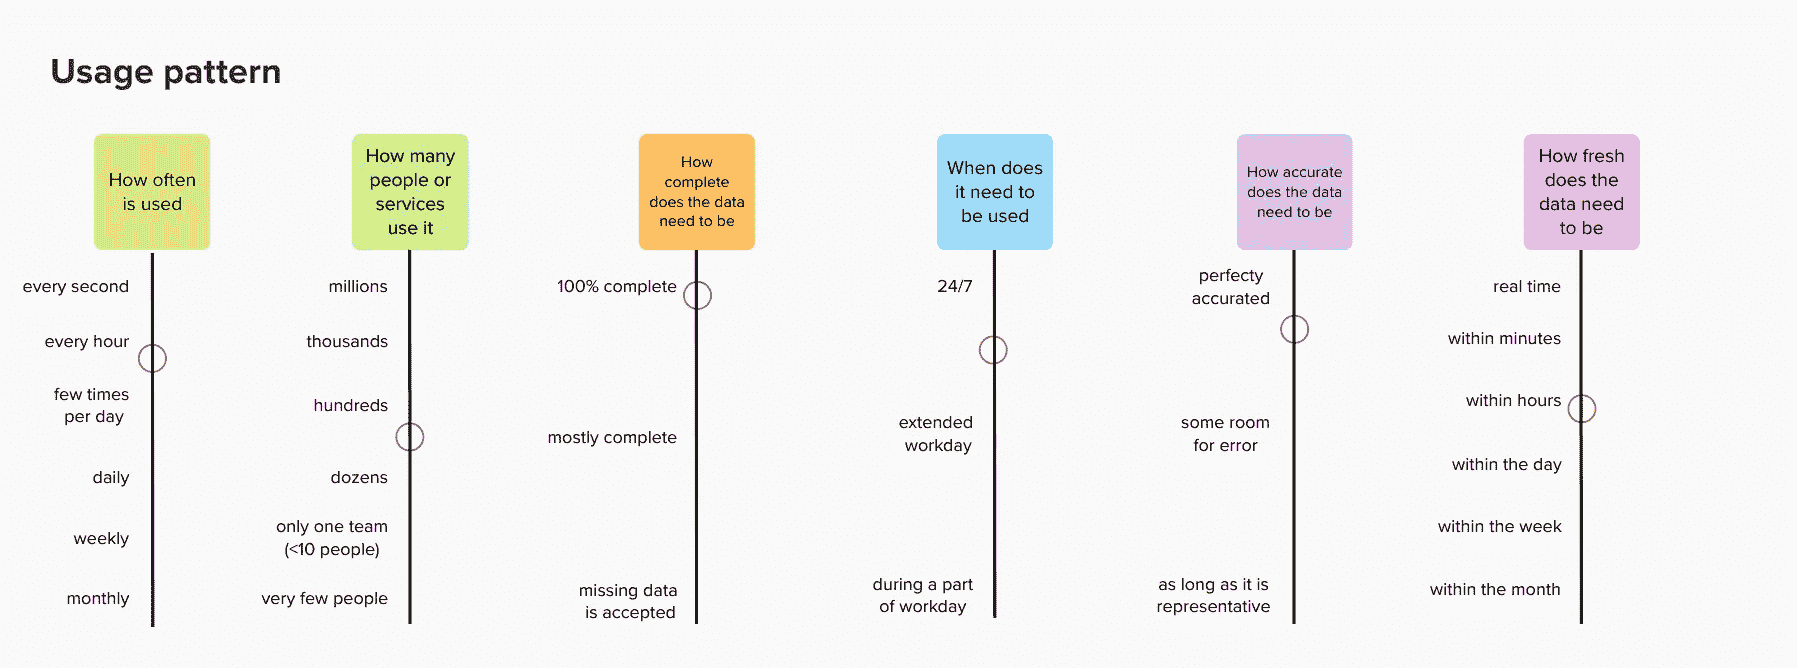 Usage pattern
How often
is used
every second
every hour
few times
per day
daily
weekly
monthly
How many
people or
services
use it
millions
thousands
hundreds
dozens
only one team
(<10 people)
very few people
How
complete
does the data
need to be
100% complete
mostly complete
missing data
is accepted
When does
it need to
be used
24/7
extended
workday
during a part
of workday
How accurate
does the data
need to be
perfecty
accurated
some room
for error
as long as it is
representative
How fresh
does the
data need
to be
real time
within minutes
within hours
within the day
within the week
within the month